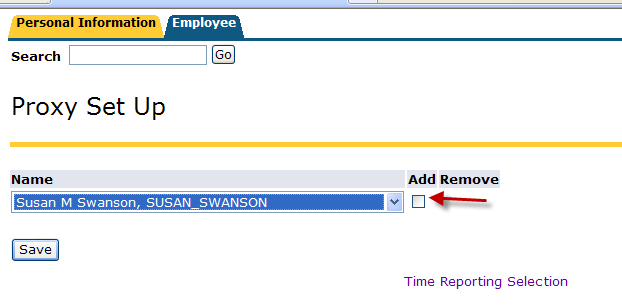 Personal Information Employee
Search Go
Proxy Set Up
Name Add Remove
Susan M Swanson, SUSAN_SWANSON
Save
Time Reporting Selection